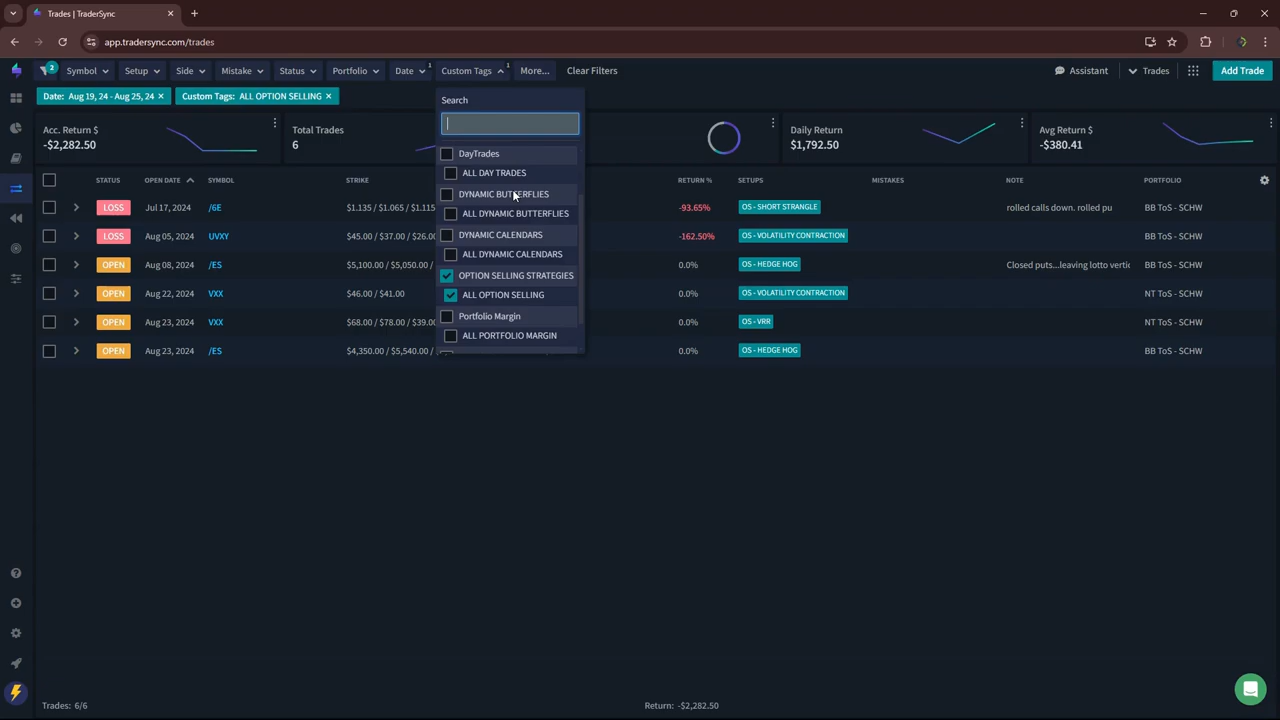 Trades | TraderSync
app.tradersync.com/trades
2
Symbol
Setup
Side
Mistake
Status
Portfolio
Date 1
Custom Tags 1
More...
Clear Filters
Assistant
Trades
Add Trade
Date: Aug 19, 24 - Aug 25, 24 ×
Custom Tags: ALL OPTION SELLING ×
Search
Acc. Return $
-$2,282.50
Total Trades
6
Daily Return
$1,792.50
Avg Return $
-$380.41
DayTrades
ALL DAY TRADES
DYNAMIC BUTTERFLIES
ALL DYNAMIC BUTTERFLIES
DYNAMIC CALENDARS
ALL DYNAMIC CALENDARS
OPTION SELLING STRATEGIES
ALL OPTION SELLING
Portfolio Margin
ALL PORTFOLIO MARGIN
STATUS OPEN DATE SYMBOL STRIKE RETURN % SETUPS MISTAKES NOTE PORTFOLIO
LOSS Jul 17, 2024 /6E $1.135 / $1.065 / $1.115 -93.65% OS - SHORT STRANGLE rolled calls down. rolled pu BB ToS - SCHW
LOSS Aug 05, 2024 UVXY $45.00 / $37.00 / $26.0 -162.50% OS - VOLATILITY CONTRACTION BB ToS - SCHW
OPEN Aug 08, 2024 /ES $5,100.00 / $5,050.00 / 0.0% OS - HEDGE HOG Closed puts...leaving lotto vertic BB ToS - SCHW
OPEN Aug 22, 2024 VXX $46.00 / $41.00 0.0% OS - VOLATILITY CONTRACTION NT ToS - SCHW
OPEN Aug 23, 2024 VXX $68.00 / $78.00 / $39.0 0.0% OS - VRR NT ToS - SCHW
OPEN Aug 23, 2024 /ES $4,350.00 / $5,540.00 / 0.0% OS - HEDGE HOG BB ToS - SCHW
Trades: 6/6
Return: -$2,282.50